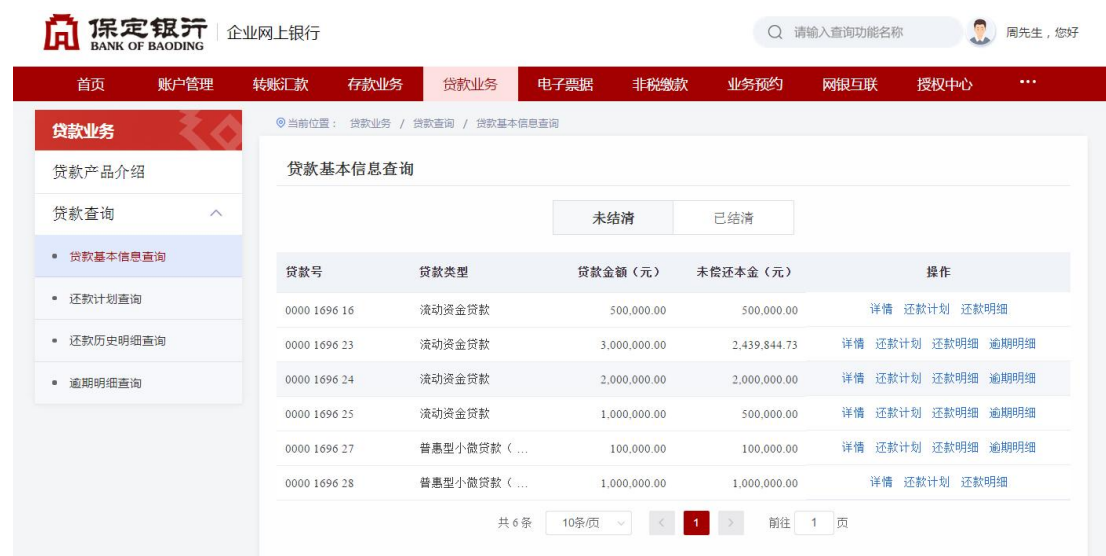 保定银行 企业网上银行 请输入查询功能名称 周先生，您好
BANK OF BAODING
首页 账户管理 转账汇款 存款业务 贷款业务 电子票据 非税缴款 业务预约 网银互联 授权中心 •••
贷款业务
贷款产品介绍
贷款查询
• 贷款基本信息查询
• 还款计划查询
• 还款历史明细查询
• 逾期明细查询
当前位置： 贷款业务 / 贷款查询 / 贷款基本信息查询
贷款基本信息查询
未结清 已结清
贷款号 贷款类型 贷款金额（元） 未偿还本金（元） 操作
0000 1696 16 流动资金贷款 500,000.00 500,000.00 详情 还款计划 还款明细
0000 1696 23 流动资金贷款 3,000,000.00 2,439,844.73 详情 还款计划 还款明细 逾期明细
0000 1696 24 流动资金贷款 2,000,000.00 2,000,000.00 详情 还款计划 还款明细 逾期明细
0000 1696 25 流动资金贷款 1,000,000.00 500,000.00 详情 还款计划 还款明细 逾期明细
0000 1696 27 普惠型小微贷款（ ... 100,000.00 100,000.00 详情 还款计划 还款明细 逾期明细
0000 1696 28 普惠型小微贷款（ ... 1,000,000.00 1,000,000.00 详情 还款计划 还款明细
共 6 条 10条/页 < 1 > 前往 1 页